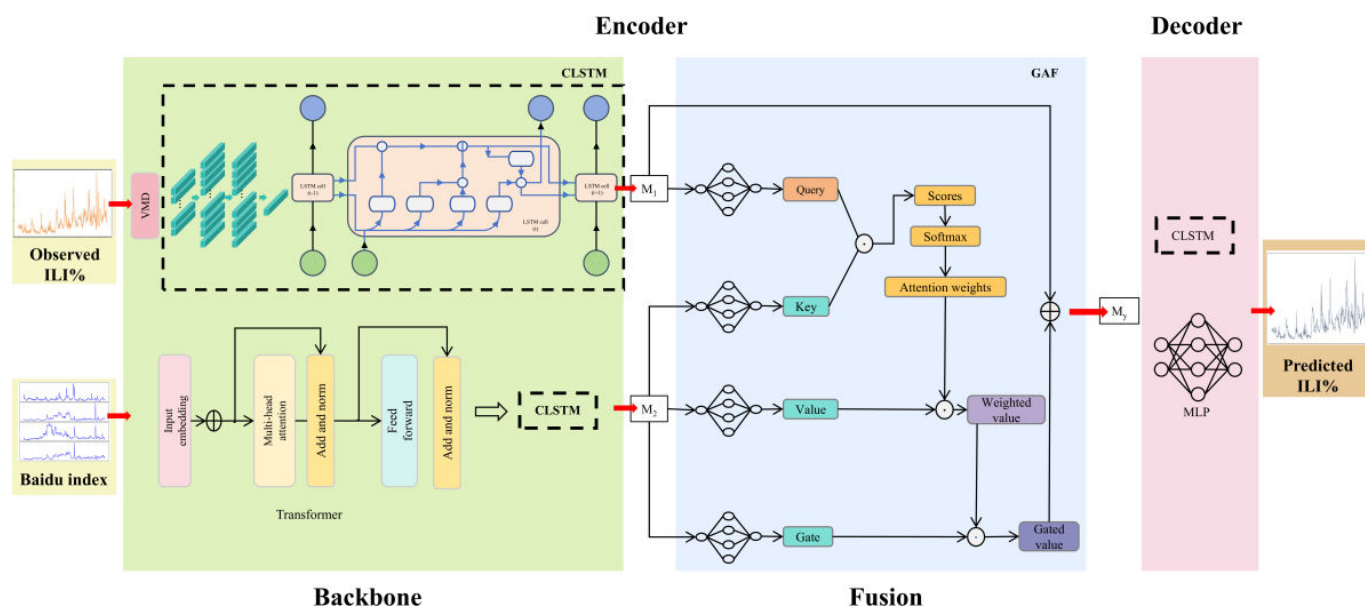 Encoder
Decoder
CLSTM
GAF
Observed
ILI%
VMD
LSTM cell
(t-1)
LSTM cell
(t)
LSTM cell
(t+1)
M1
Query
Scores
Softmax
Attention weights
Key
CLSTM
My
Predicted
ILI%
MLP
Baidu index
Input
embedding
Multi-head
attention
Add and norm
Feed
forward
Add and norm
Transformer
CLSTM
M2
Value
Weighted
value
Gate
Gated
value
Backbone
Fusion